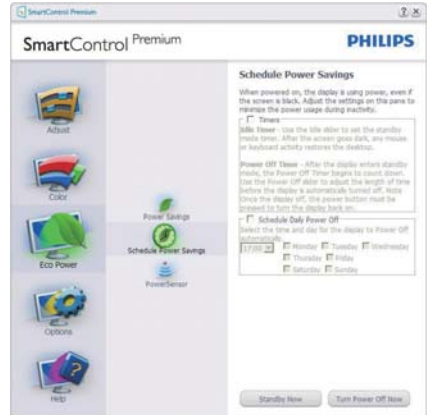 SmartControl Premium
SmartControl Premium
PHILIPS
Adjust
Color
Eco Power
Options
Help
Power Savings
Schedule Power Savings
PowerSensor
Schedule Power Savings
When powered on, the display is using power, even if
the screen is black. Adjust the settings on this pane to
minimize the power usage during inactivity.
Timers
Idle Timer - Use the idle slider to set the standby
mode timer. After the screen goes dark, any mouse
or keyboard activity restores the desktop.
Power Off Timer - After the display enters standby
mode, the Power Off Timer begins to count down.
Use the Power Off slider to adjust the length of time
before the display is automatically turned off. Note
Once the display off, the power button must be
pressed to turn the display back on.
Schedule Daily Power Off
Select the time and day for the display to Power Off
automatically.
17:00 Monday Tuesday Wednesday
Thursday Friday
Saturday Sunday
Standby Now Turn Power Off Now